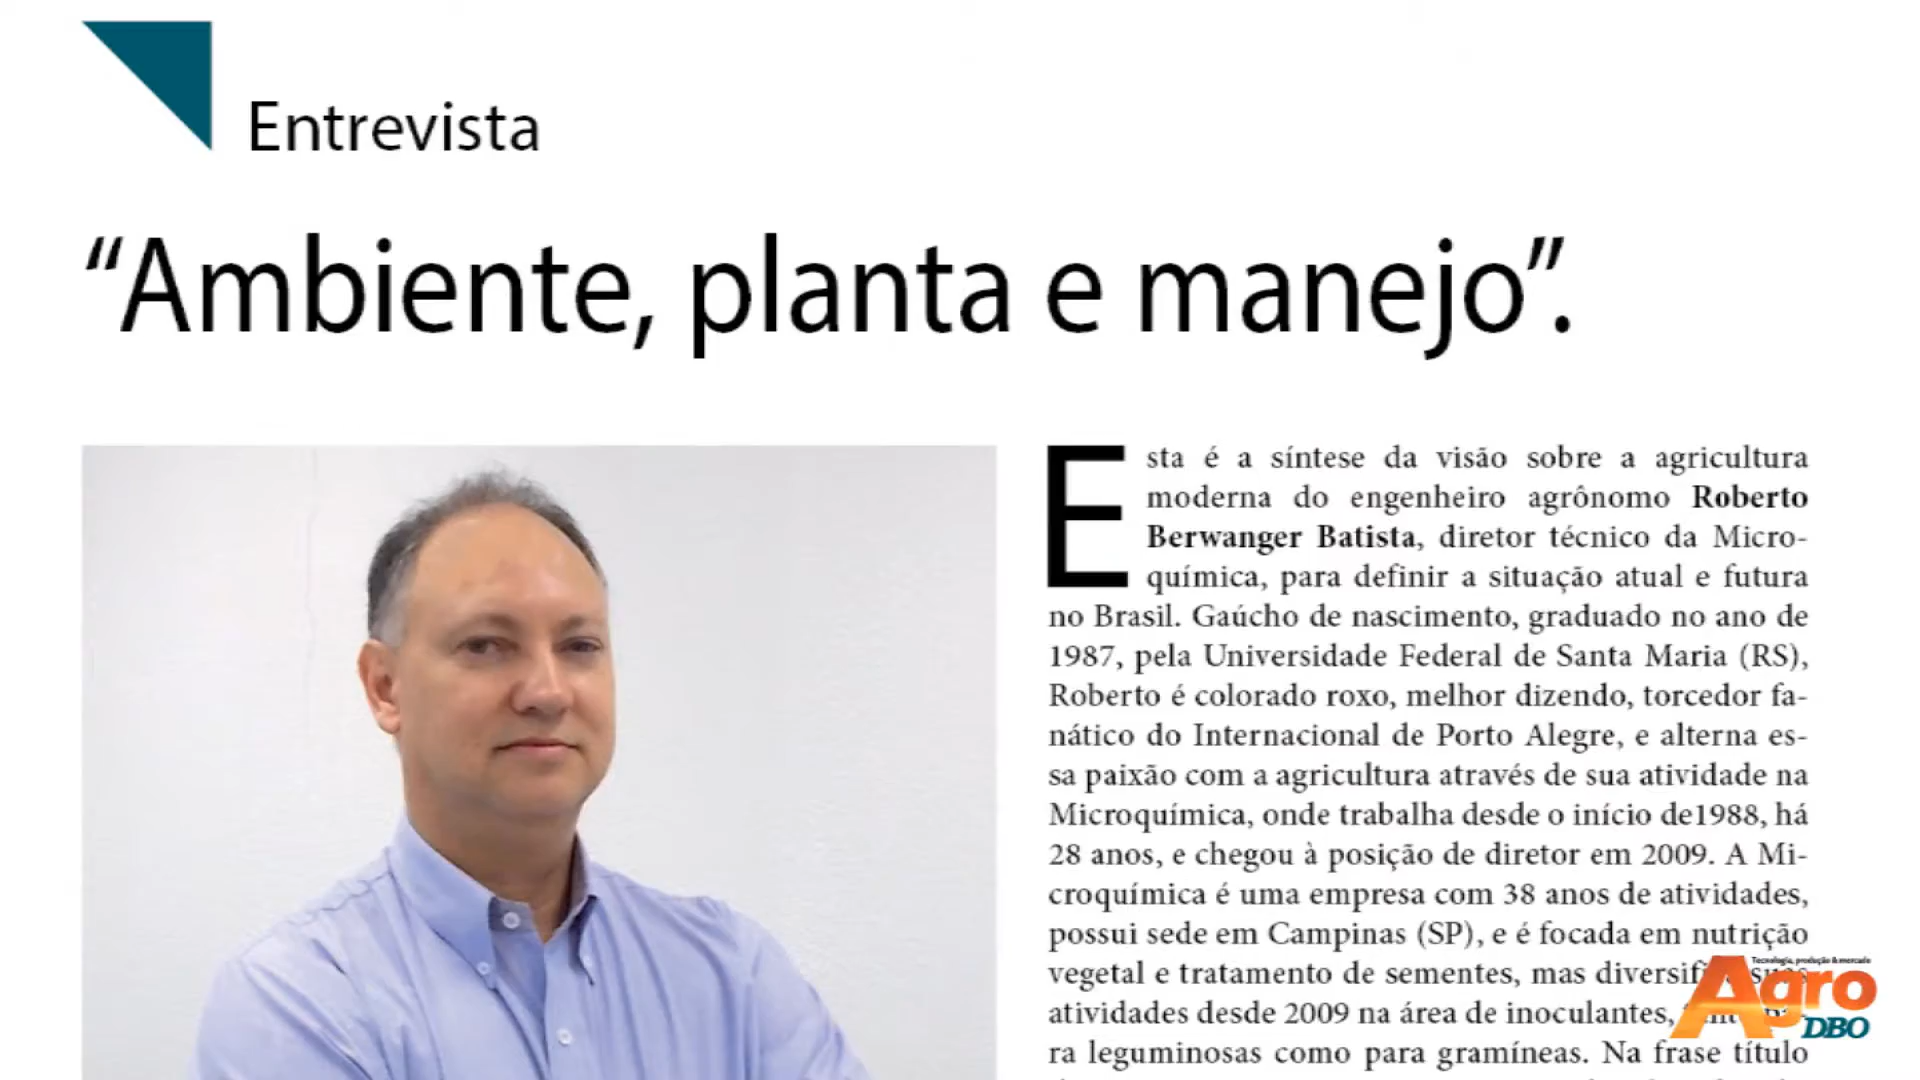 Entrevista
“Ambiente, planta e manejo”.
Esta é a síntese da visão sobre a agricultura
moderna do engenheiro agrônomo Roberto
Berwanger Batista, diretor técnico da Micro-
química, para definir a situação atual e futura
no Brasil. Gaúcho de nascimento, graduado no ano de
1987, pela Universidade Federal de Santa Maria (RS),
Roberto é colorado roxo, melhor dizendo, torcedor fa-
nático do Internacional de Porto Alegre, e alterna es-
sa paixão com a agricultura através de sua atividade na
Microquímica, onde trabalha desde o início de1988, há
28 anos, e chegou à posição de diretor em 2009. A Mi-
croquímica é uma empresa com 38 anos de atividades,
possui sede em Campinas (SP), e é focada em nutrição
vegetal e tratamento de sementes, mas
atividades desde 2009 na área de inoculantes,
ra leguminosas como para gramíneas. Na frase título
Tecnologia, produção & mercado
Agro
DBO